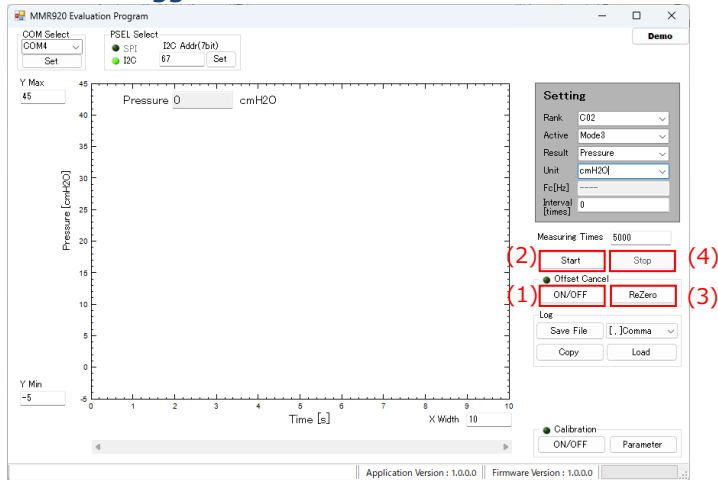 MMR920 Evaluation Program
COM Select
COM4
Set
PSEL Select
SPI
I2C
I2C Addr(7bit)
67
Set
Demo
Y Max
45
Pressure 0 cmH2O
45
40
35
30
25
20
15
10
5
0
-5
Pressure [cmH2O]
Y Min
-5
0 1 2 3 4 5 6 7 8 9 10
Time [s]
X Width 10
Setting
Rank C02
Active Mode3
Result Pressure
Unit cmH2O
Fc[Hz] ----
Interval [times] 0
Measuring Times 5000
(2) Start Stop (4)
Offset Cancel
(1) ON/OFF ReZero (3)
Log
Save File [,]Comma
Copy Load
Calibration
ON/OFF Parameter
Application Version : 1.0.0.0 Firmware Version : 1.0.0.0